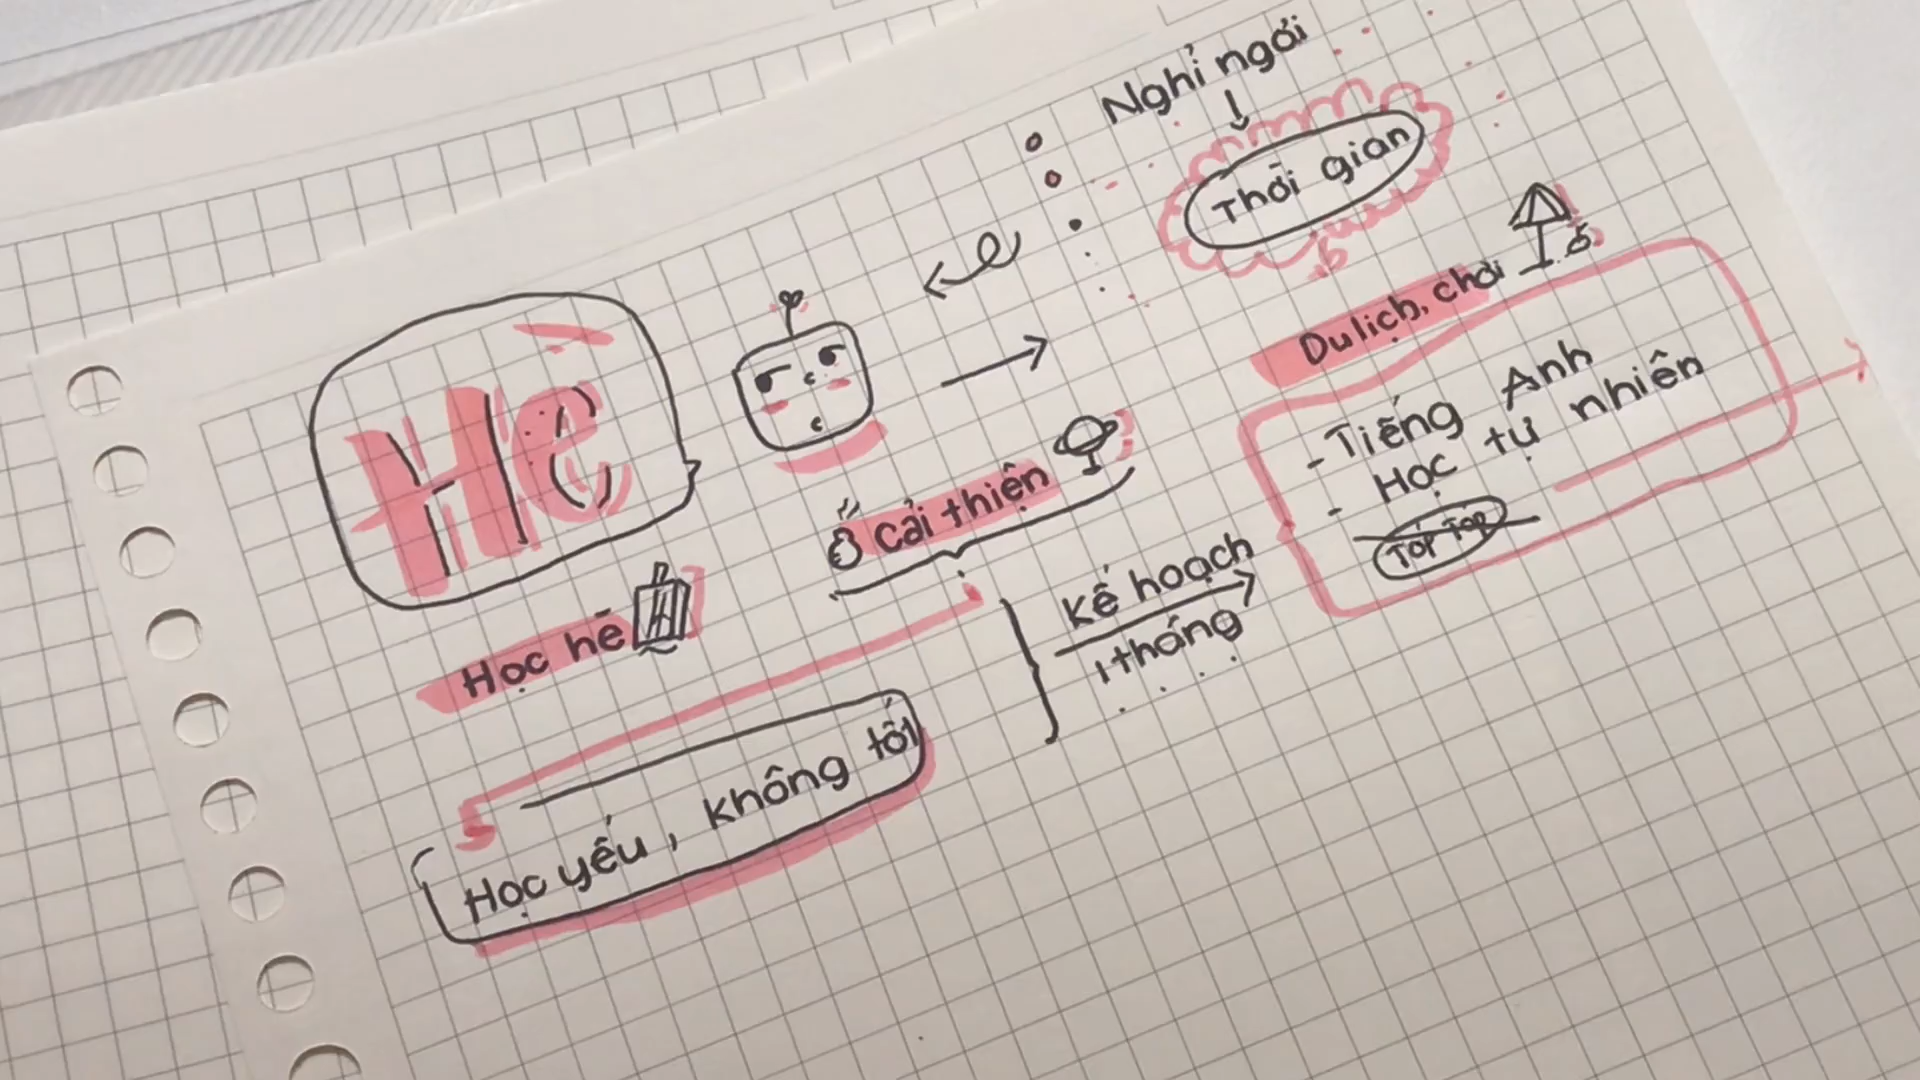 Nghỉ ngơi
Thời gian
Hè
Du lịch, chơi
- Tiếng Anh
- Học tự nhiên
Tóp Tóp
Cải thiện
Học hè
Kế hoạch
1 tháng
Học yếu, không tốt